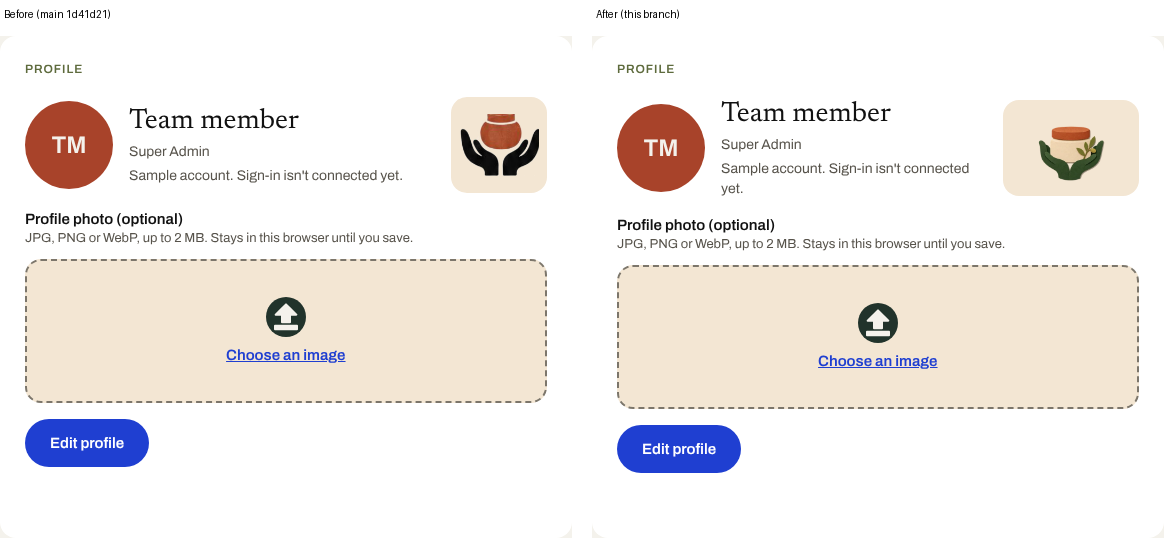 Before (main 1d41d21)
PROFILE
TM
Team member
Super Admin
Sample account. Sign-in isn't connected yet.
Profile photo (optional)
JPG, PNG or WebP, up to 2 MB. Stays in this browser until you save.
Choose an image
Edit profile
After (this branch)
PROFILE
TM
Team member
Super Admin
Sample account. Sign-in isn't connected
yet.
Profile photo (optional)
JPG, PNG or WebP, up to 2 MB. Stays in this browser until you save.
Choose an image
Edit profile